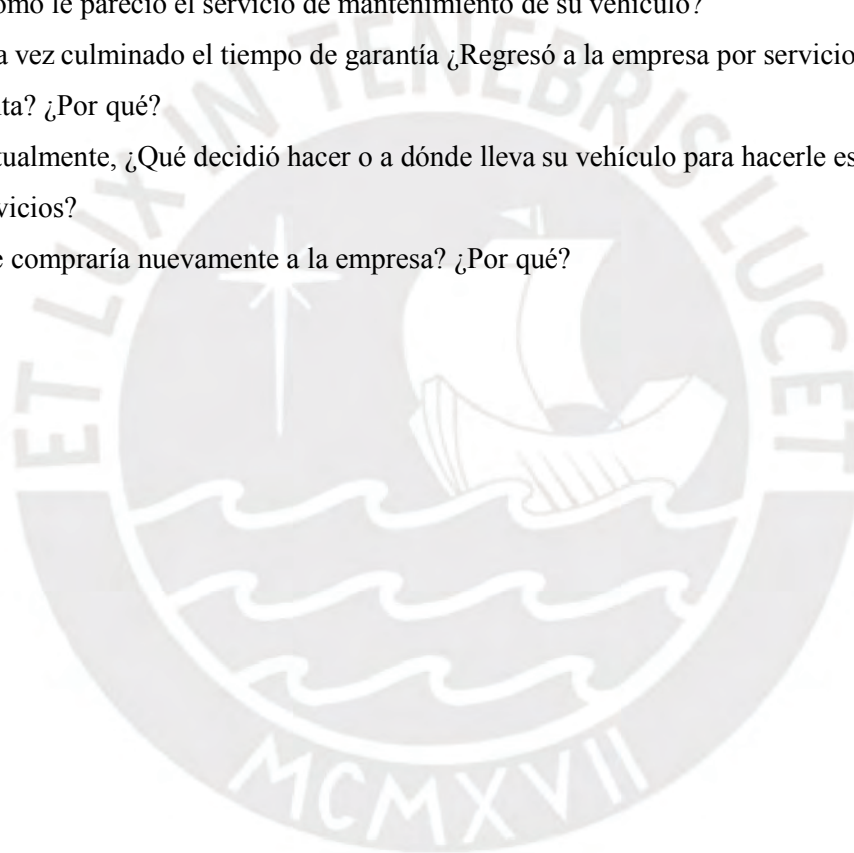 ómo le pareció el servicio de mantenimiento de su vehículo?
a vez culminado el tiempo de garantía ¿Regresó a la empresa por servicio
ta? ¿Por qué?
tualmente, ¿Qué decidió hacer o a dónde lleva su vehículo para hacerle es
vicios?
e compraría nuevamente a la empresa? ¿Por qué?
ET LUX IN TENEBRIS LUCET
MCMXVII